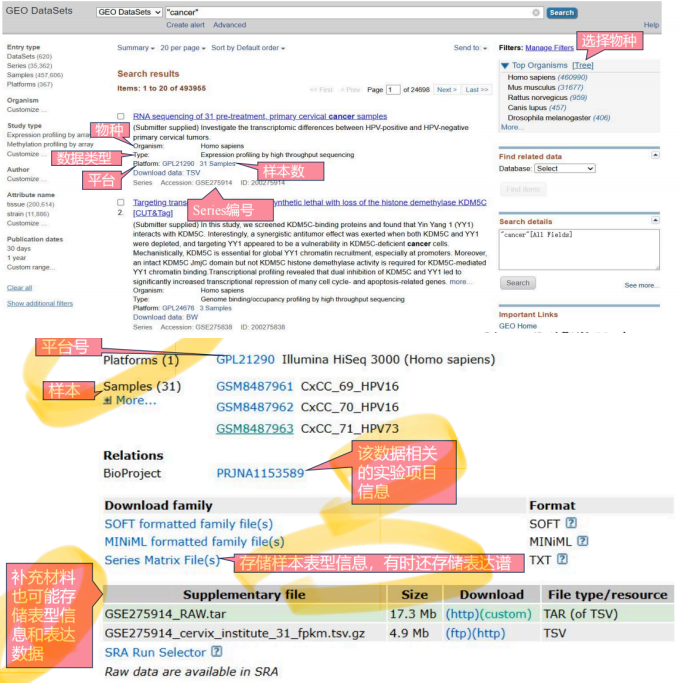 GEO DataSets
GEO DataSets
"cancer"
Search
Create alert Advanced
Help
选择物种
Entry type
DataSets (620)
Series (35,362)
Samples (457,606)
Platforms (367)
Organism
Customize ...
Study type
Expression profiling by array
Methylation profiling by array
Customize ...
Author
Customize ...
Attribute name
tissue (200,614)
strain (11,886)
Customize ...
Publication dates
30 days
1 year
Custom range...
Clear all
Show additional filters
Summary 20 per page Sort by Default order
Send to:
Search results
Items: 1 to 20 of 493955
<< First < Prev Page 1 of 24698 Next > Last >>
RNA sequencing of 31 pre-treatment, primary cervical cancer samples
(Submitter supplied) Investigate the transcriptomic differences between HPV-positive and HPV-negative
primary cervical tumors.
物种
Organism: Homo sapiens
数据类型
Type: Expression profiling by high throughput sequencing
平台
Platform: GPL21290 31 Samples
样本数
Download data: TSV
Series Accession: GSE275914 ID: 200275914
Series编号
2.
Targeting trans
ynthetic lethal with loss of the histone demethylase KDM5C
[CUT&Tag]
(Submitter supplied) In this study, we screened KDM5C-binding proteins and found that Yin Yang 1 (YY1)
interacts with KDM5C. Interestingly, a synergistic antitumor effect was exerted when both KDM5C and YY1
were depleted, and targeting YY1 appeared to be a vulnerability in KDM5C-deficient cancer cells.
Mechanistically, KDM5C is essential for global YY1 chromatin recruitment, especially at promoters. Moreover,
an intact KDM5C JmjC domain but not KDM5C histone demethylase activity is required for KDM5C-mediated
YY1 chromatin binding.Transcriptional profiling revealed that dual inhibition of KDM5C and YY1 led to
significantly increased transcriptional repression of many cell cycle- and apoptosis-related genes. more...
Organism: Homo sapiens
Type: Genome binding/occupancy profiling by high throughput sequencing
Platform: GPL24676 3 Samples
Download data: BW
Series Accession: GSE275838 ID: 200275838
Filters: Manage Filters
Top Organisms [Tree]
Homo sapiens (460990)
Mus musculus (31677)
Rattus norvegicus (959)
Canis lupus (457)
Drosophila melanogaster (406)
More...
Find related data
Database: Select
Find items
Search details
"cancer"[All Fields]
Search
See more...
Important Links
GEO Home
平台号
Platforms (1) GPL21290 Illumina HiSeq 3000 (Homo sapiens)
样本
Samples (31) GSM8487961 CxCC_69_HPV16
More... GSM8487962 CxCC_70_HPV16
GSM8487963 CxCC_71_HPV73
Relations
BioProject PRJNA1153589
该数据相关
的实验项目
信息
Download family Format
SOFT formatted family file(s) SOFT ?
MINiML formatted family file(s) MINiML ?
Series Matrix File(s) TXT ?
存储样本表型信息，有时还存储表达谱
补充材料
也可能存
储表型信
息和表达
数据
Supplementary file Size Download File type/resource
GSE275914_RAW.tar 17.3 Mb (http)(custom) TAR (of TSV)
GSE275914_cervix_institute_31_fpkm.tsv.gz 4.9 Mb (ftp)(http) TSV
SRA Run Selector ?
Raw data are available in SRA